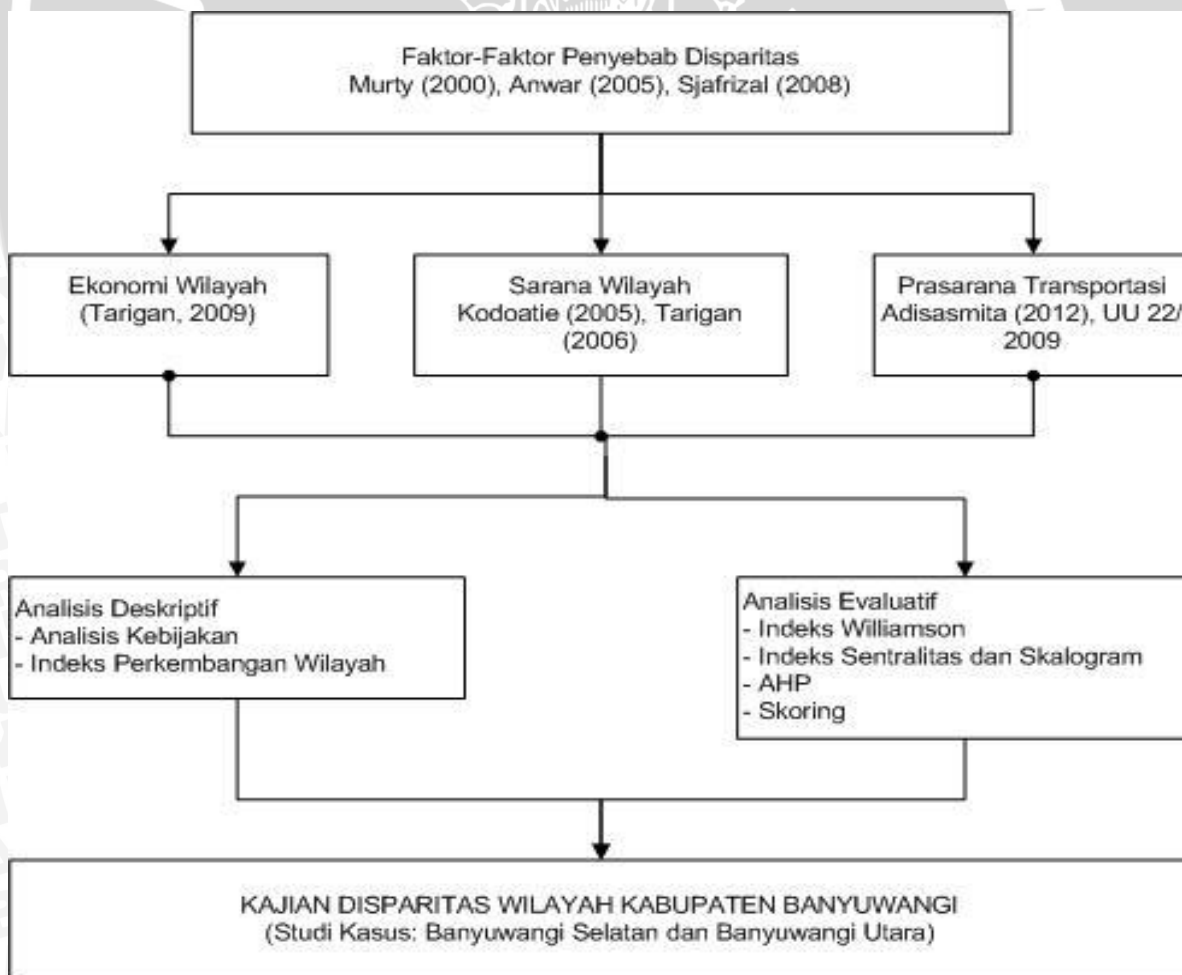 Faktor-Faktor Penyebab Disparitas
Murty (2000), Anwar (2005), Sjafrizal (2008)
Ekonomi Wilayah
(Tarigan, 2009)
Sarana Wilayah
Kodoatie (2005), Tarigan
(2006)
Prasarana Transportasi
Adisasmita (2012), UU 22/
2009
Analisis Deskriptif
- Analisis Kebijakan
- Indeks Perkembangan Wilayah
Analisis Evaluatif
- Indeks Williamson
- Indeks Sentralitas dan Skalogram
- AHP
- Skoring
KAJIAN DISPARITAS WILAYAH KABUPATEN BANYUWANGI
(Studi Kasus: Banyuwangi Selatan dan Banyuwangi Utara)